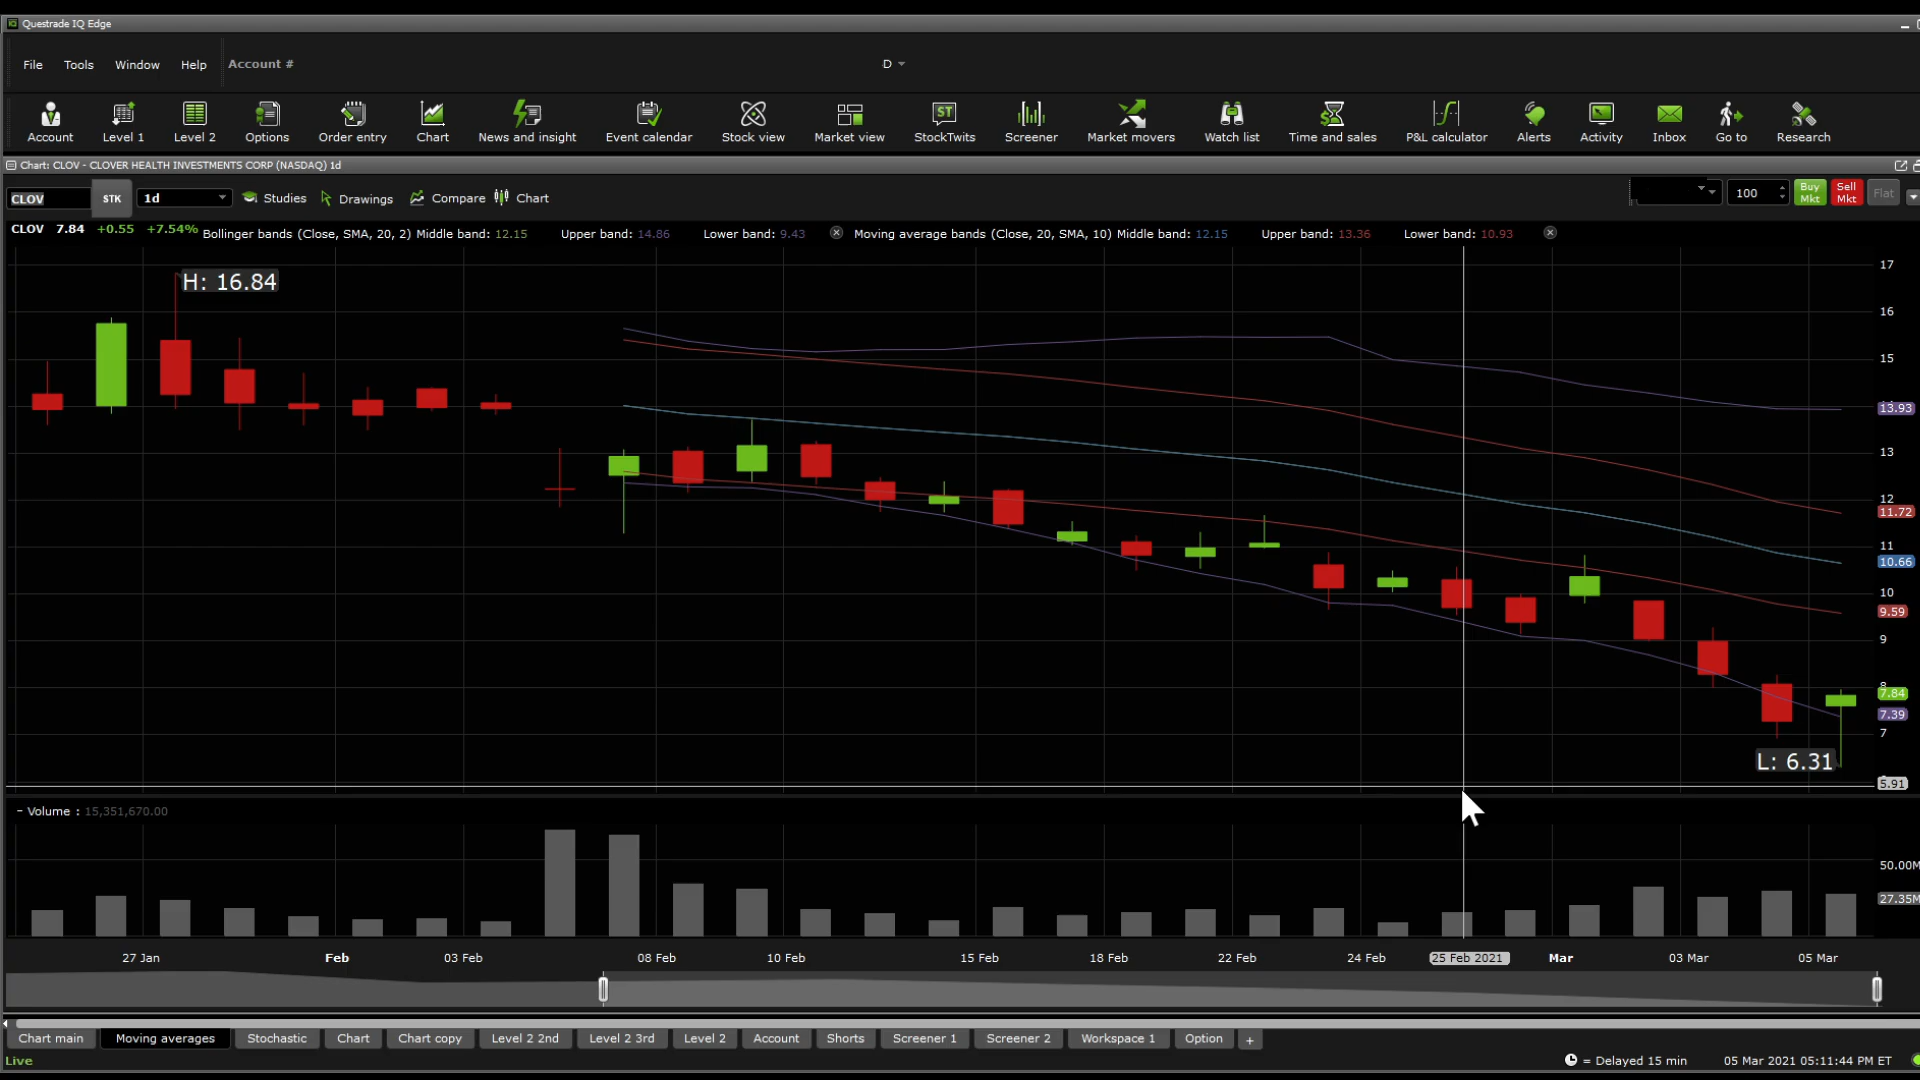 Questrade IQ Edge
File Tools Window Help Account # D
Account Level 1 Level 2 Options Order entry Chart News and insight Event calendar Stock view Market view StockTwits Screener Market movers Watch list Time and sales P&L calculator Alerts Activity Inbox Go to Research
Chart: CLOV - CLOVER HEALTH INVESTMENTS CORP (NASDAQ) 1d
CLOV STK 1d Studies Drawings Compare Chart 100 Buy Mkt Sell Mkt Flat
CLOV 7.84 +0.55 +7.54% Bollinger bands (Close, SMA, 20, 2) Middle band: 12.15 Upper band: 14.86 Lower band: 9.43 Moving average bands (Close, 20, SMA, 10) Middle band: 12.15 Upper band: 13.36 Lower band: 10.93
17
H: 16.84
16
15
13.93
13
12
11.72
11
10.66
10
9.59
9
8
7.84
7.39
7
L: 6.31
5.91
- Volume : 15,351,670.00
50.00M
27.35M
27 Jan Feb 03 Feb 08 Feb 10 Feb 15 Feb 18 Feb 22 Feb 24 Feb 25 Feb 2021 Mar 03 Mar 05 Mar
Chart main Moving averages Stochastic Chart Chart copy Level 2 2nd Level 2 3rd Level 2 Account Shorts Screener 1 Screener 2 Workspace 1 Option +
Live = Delayed 15 min 05 Mar 2021 05:11:44 PM ET